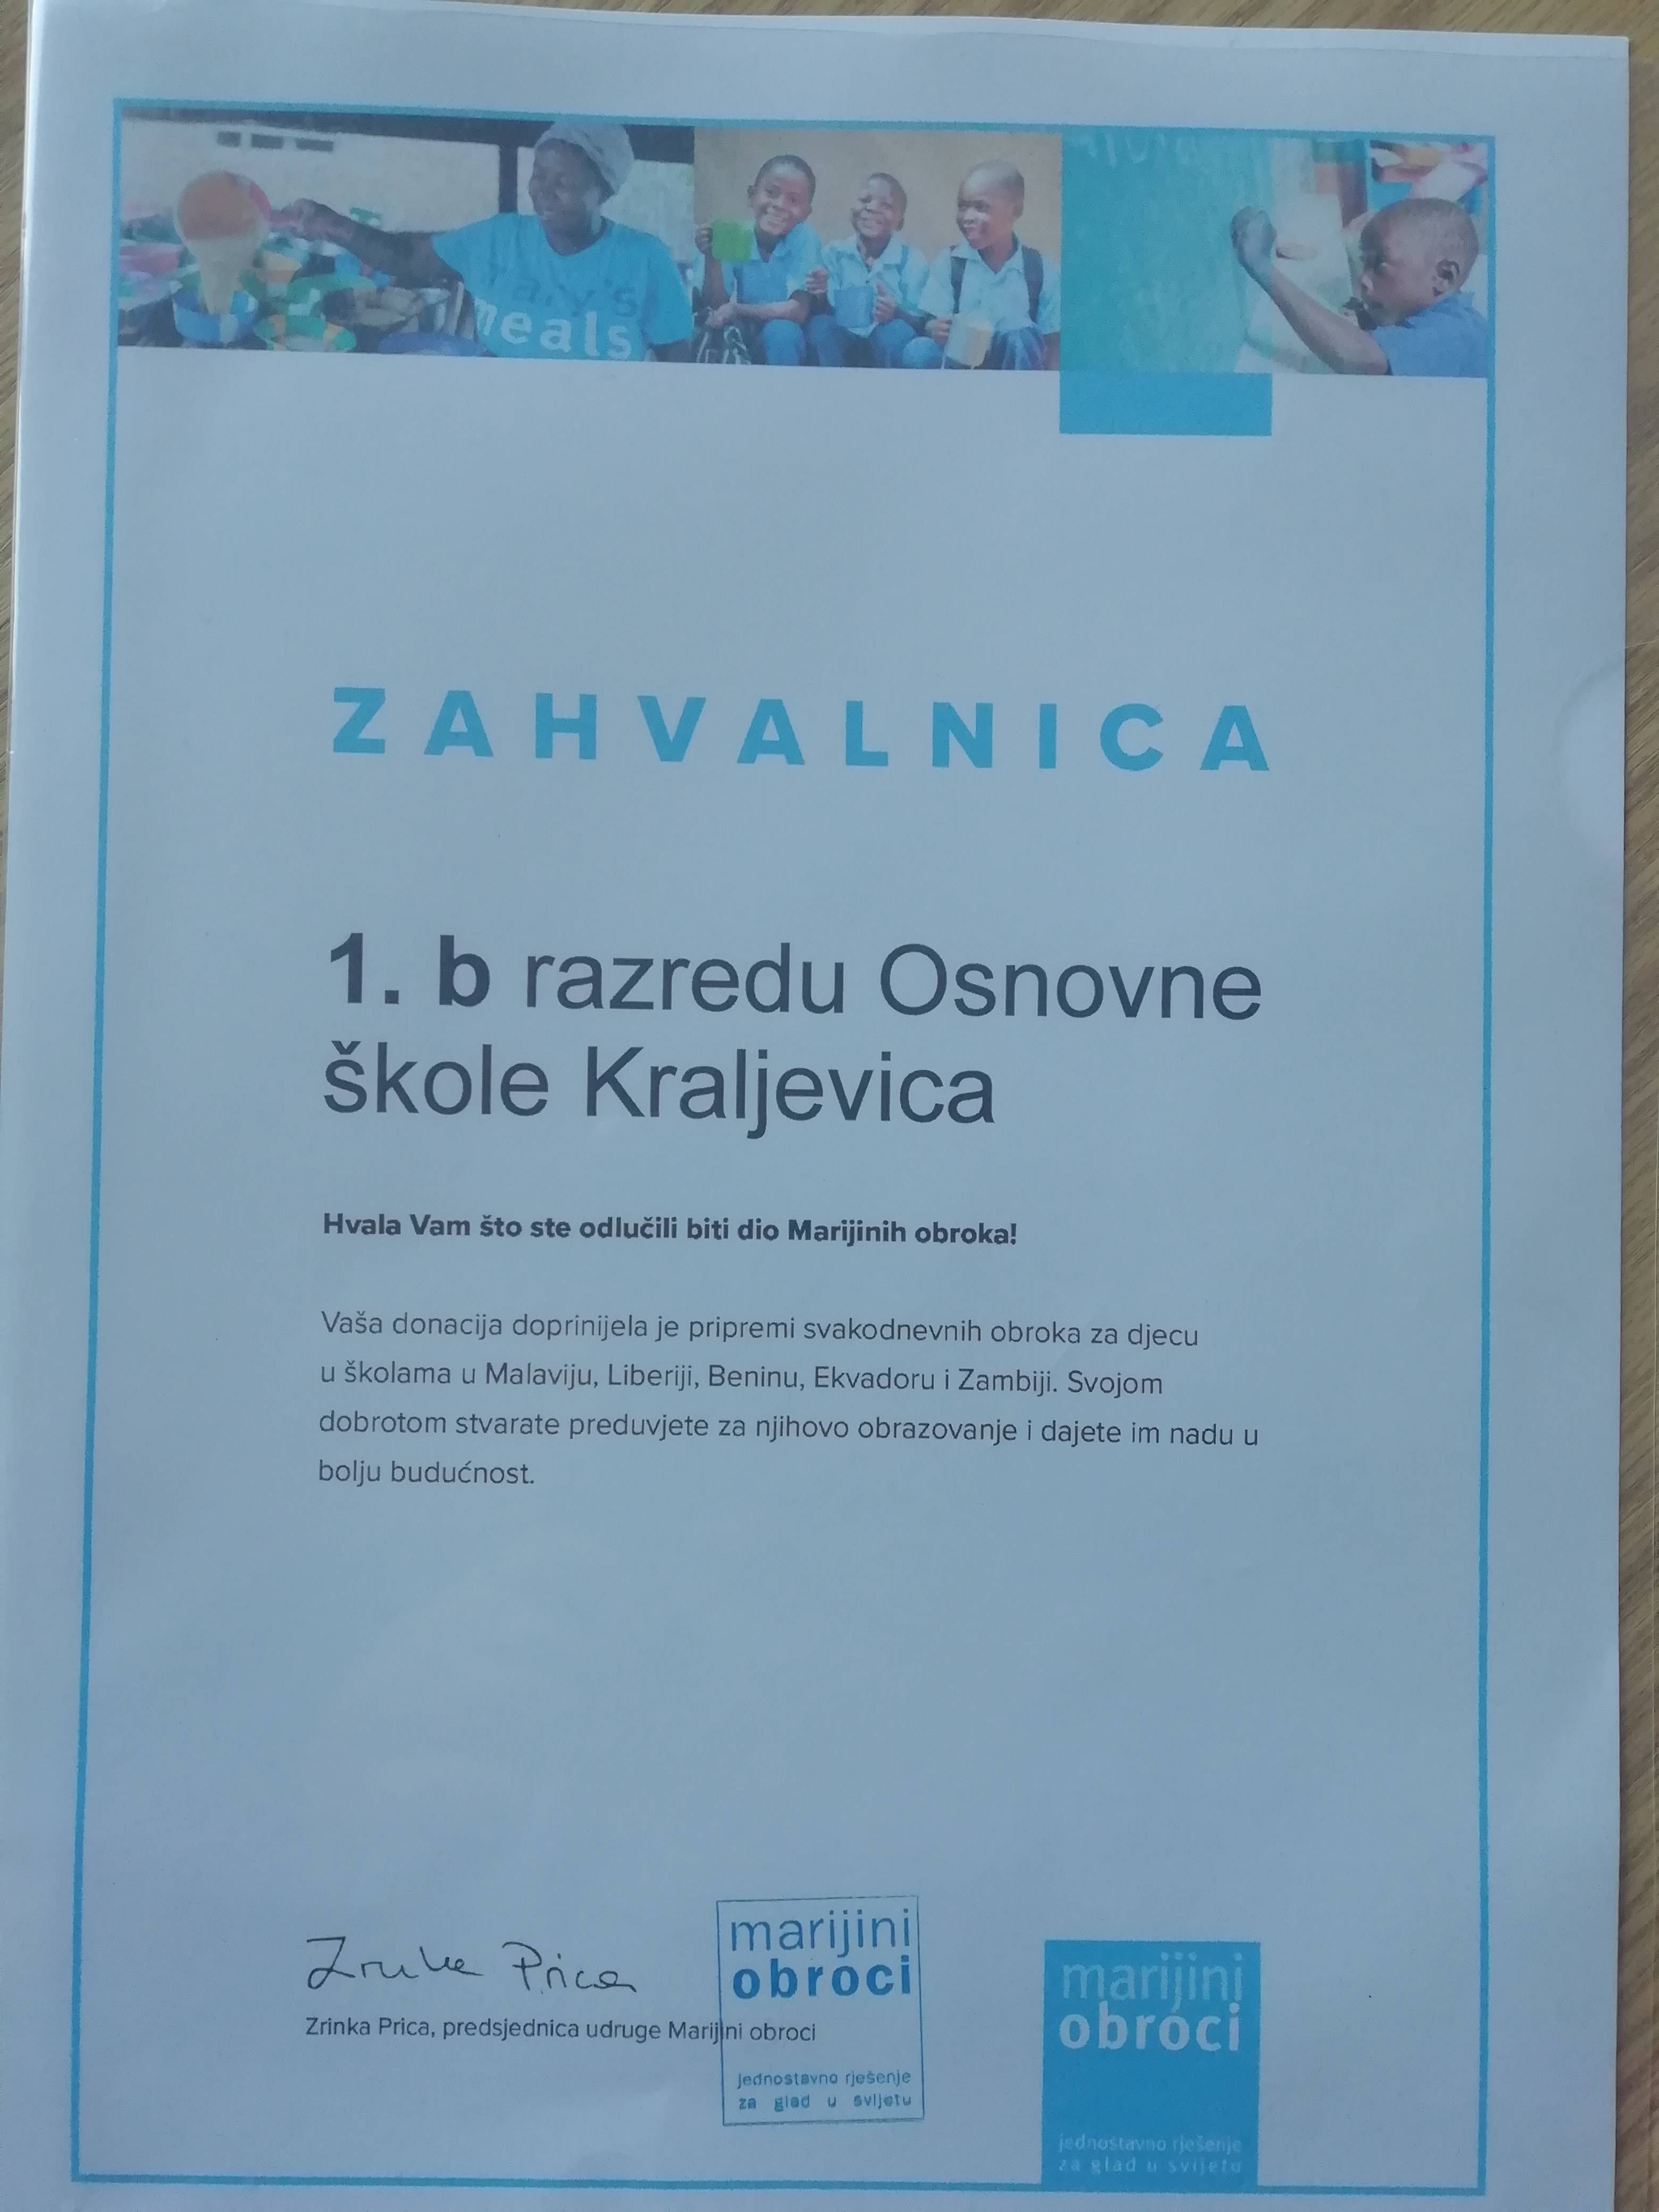 mary's
meals
ZAHVALNICA
1. b razredu Osnovne
škole Kraljevica
Hvala Vam što ste odlučili biti dio Marijinih obroka!
Vaša donacija doprinijela je pripremi svakodnevnih obroka za djecu
u školama u Malaviju, Liberiji, Beninu, Ekvadoru i Zambiji. Svojom
dobrotom stvarate preduvjete za njihovo obrazovanje i dajete im nadu u
bolju budućnost.
Zrinka Prica
Zrinka Prica, predsjednica udruge Marijini obroci
marijini
obroci
jednostavno rješenje
za glad u svijetu
marijini
obroci
jednostavno rješenje
za glad u svijetu